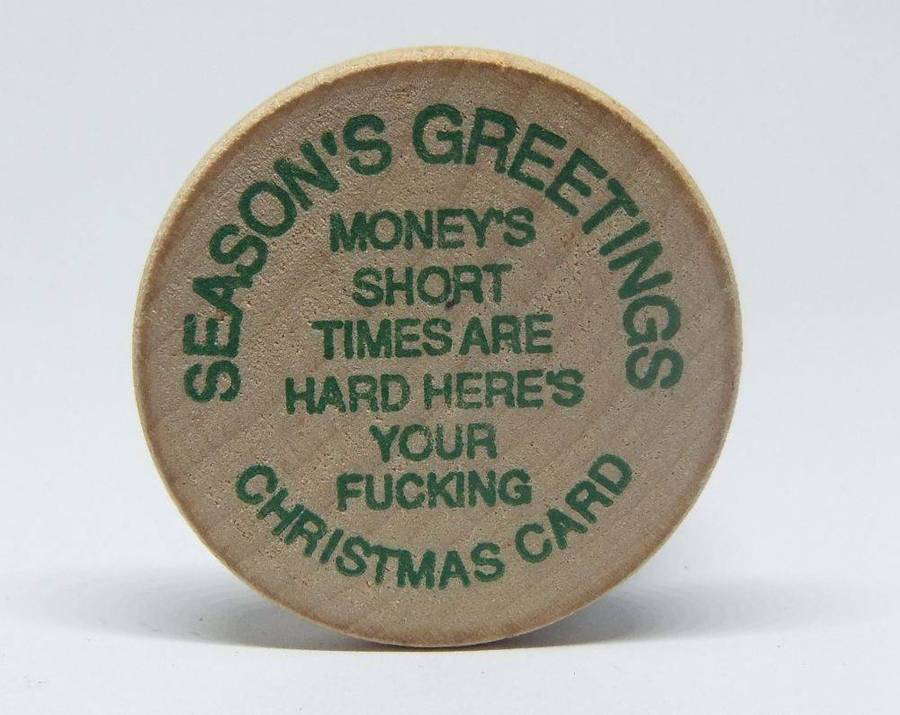 SEASON'S GREETINGS
MONEY'S
SHORT
TIMES ARE
HARD HERE'S
YOUR
FUCKING
CHRISTMAS CARD